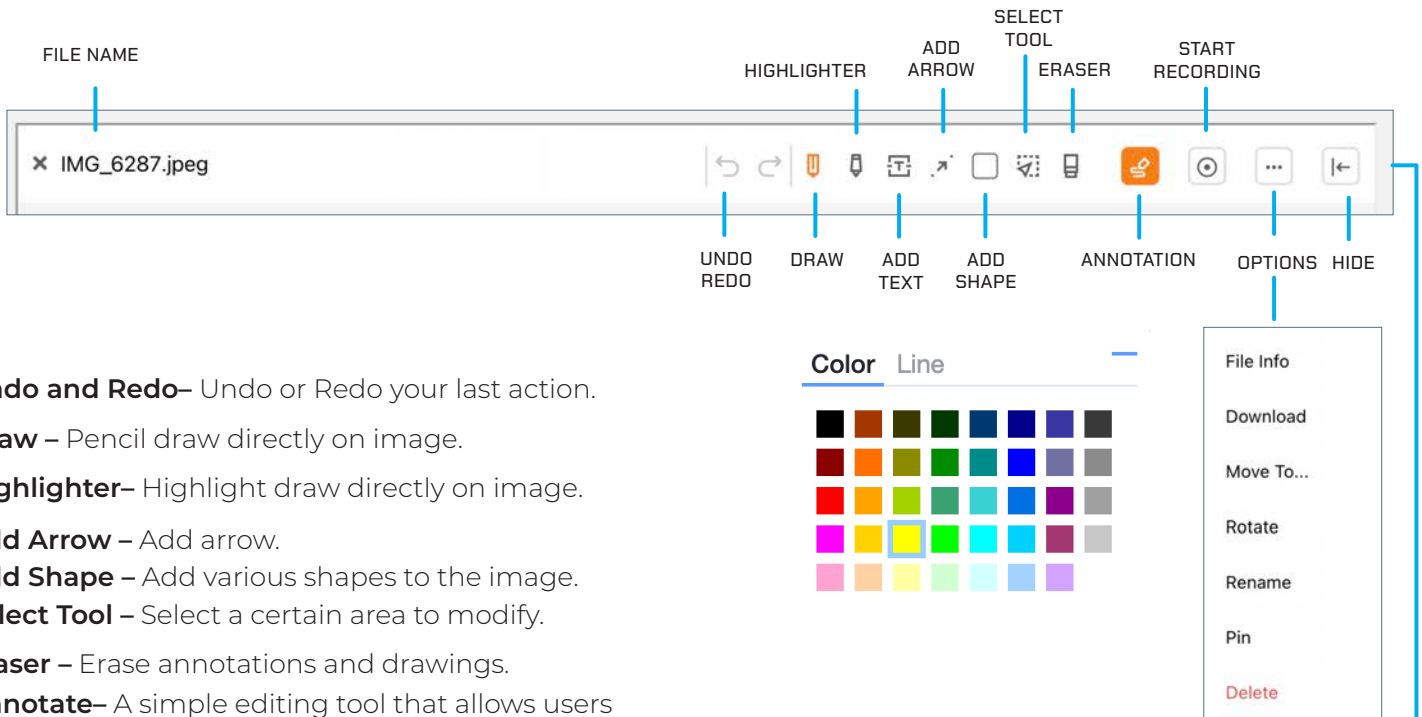 SELECT
TOOL
FILE NAME
ADD
ARROW
START
RECORDING
HIGHLIGHTER
ERASER
IMG_6287.jpeg
T
UNDO
REDO
DRAW
ADD
TEXT
ADD
SHAPE
ANNOTATION
OPTIONS
HIDE
Color Line
File Info
Download
Move To...
Rotate
Rename
Pin
Delete
do and Redo– Undo or Redo your last action.
aw – Pencil draw directly on image.
ghlighter– Highlight draw directly on image.
d Arrow – Add arrow.
d Shape – Add various shapes to the image.
lect Tool – Select a certain area to modify.
aser – Erase annotations and drawings.
notate– A simple editing tool that allows users